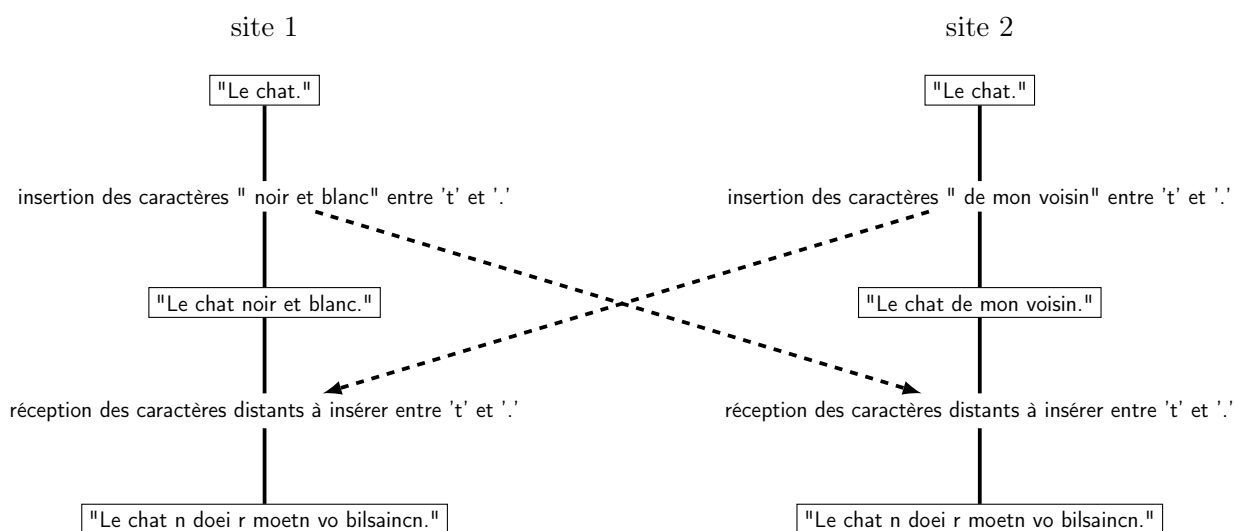 site 1
site 2
"Le chat."
"Le chat."
insertion des caractères " noir et blanc" entre 't' et '.'
insertion des caractères " de mon voisin" entre 't' et '.'
"Le chat noir et blanc."
"Le chat de mon voisin."
réception des caractères distants à insérer entre 't' et '.'
réception des caractères distants à insérer entre 't' et '.'
"Le chat n doei r moetn vo bilsaincn."
"Le chat n doei r moetn vo bilsaincn."